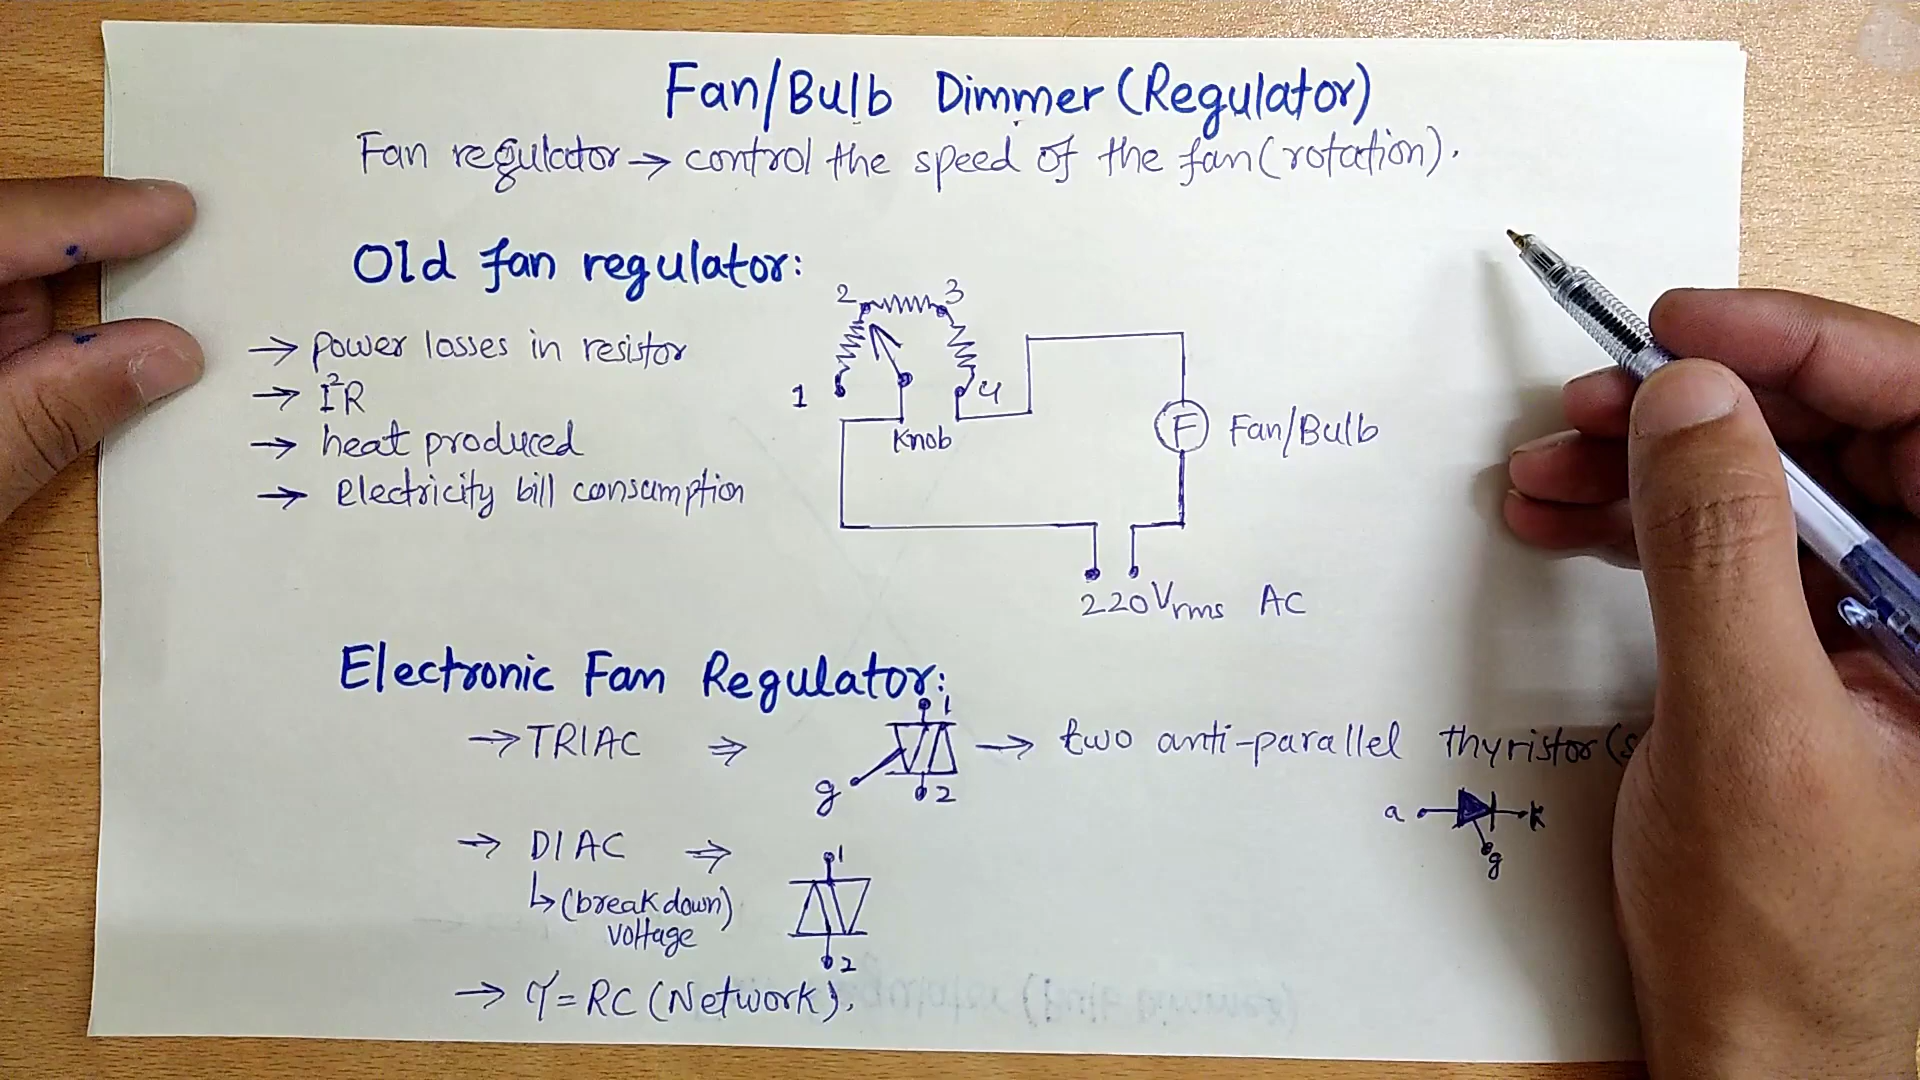 Fan/Bulb Dimmer (Regulator)
Fan regulator → control the speed of the fan (rotation).
Old fan regulator:
→ power losses in resistor
→ I²R
→ heat produced
→ Electricity bill consumption
2 3
1 4
Knob
F Fan/Bulb
220Vrms AC
Electronic Fan Regulator:
→ TRIAC ⇒ 1 g 2 → two anti-parallel thyristor (
a k g
→ DIAC ⇒ 1 2
↳ (breakdown)
voltage
→ τ = RC (Network).